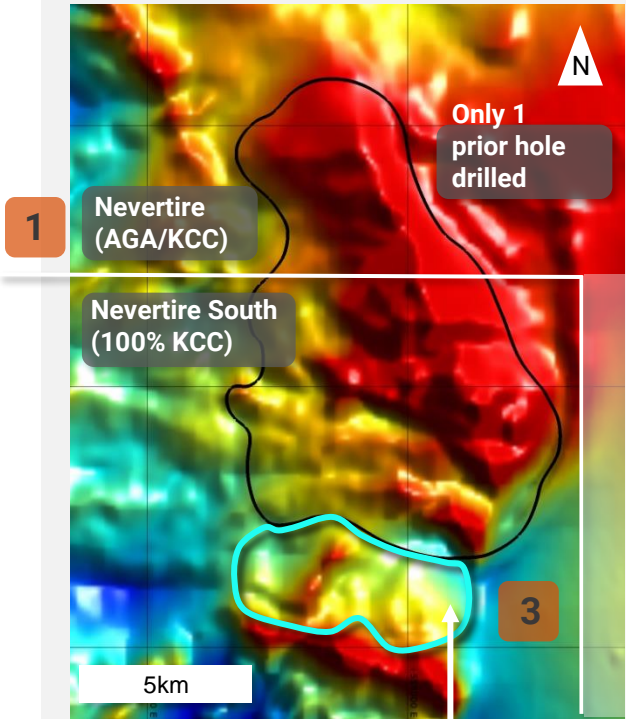 N
Only 1
prior hole
drilled
1
Nevertire
(AGA/KCC)
Nevertire South
(100% KCC)
3
5km